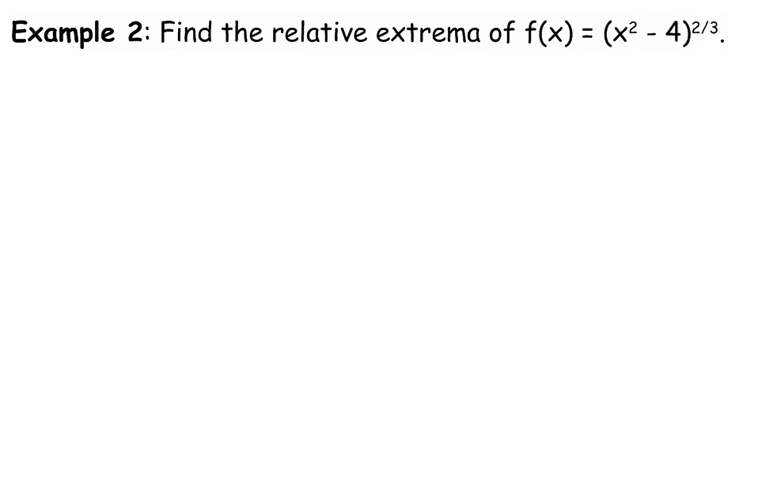 Example 2: Find the relative extrema of f(x) = (x² - 4)²/³.